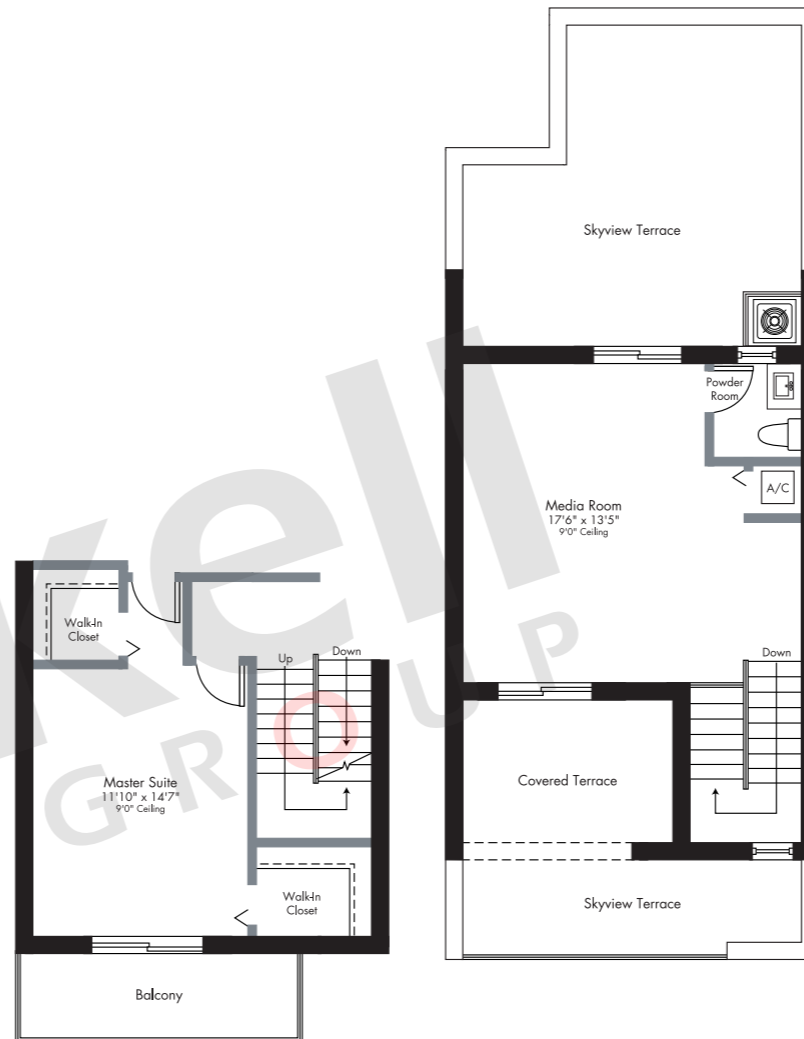 Walk-In
Closet
Up
Down
Master Suite
11'10" x 14'7"
9'0" Ceiling
Walk-In
Closet
Balcony
Skyview Terrace
Powder
Room
A/C
Media Room
17'6" x 13'5"
9'0" Ceiling
Down
Covered Terrace
Skyview Terrace
kell
GROUP